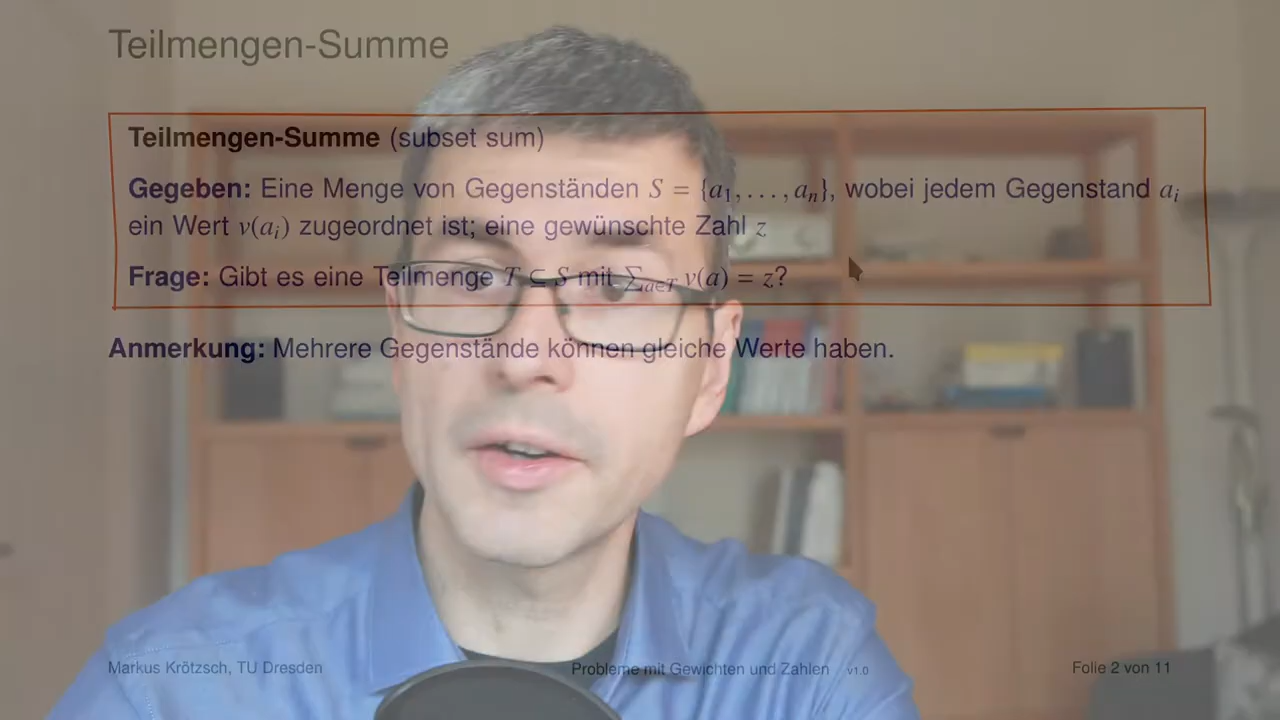 Teilmengen-Summe
Teilmengen-Summe (subset sum)
Gegeben: Eine Menge von Gegenständen S = {a₁, . . . , aₙ}, wobei jedem Gegenstand aᵢ
ein Wert v(aᵢ) zugeordnet ist; eine gewünschte Zahl z
Frage: Gibt es eine Teilmenge T ⊆ S mit ∑a∈T v(a) = z?
Anmerkung: Mehrere Gegenstände können gleiche Werte haben.
Markus Krötzsch, TU Dresden Probleme mit Gewichten und Zahlen v1.0 Folie 2 von 11